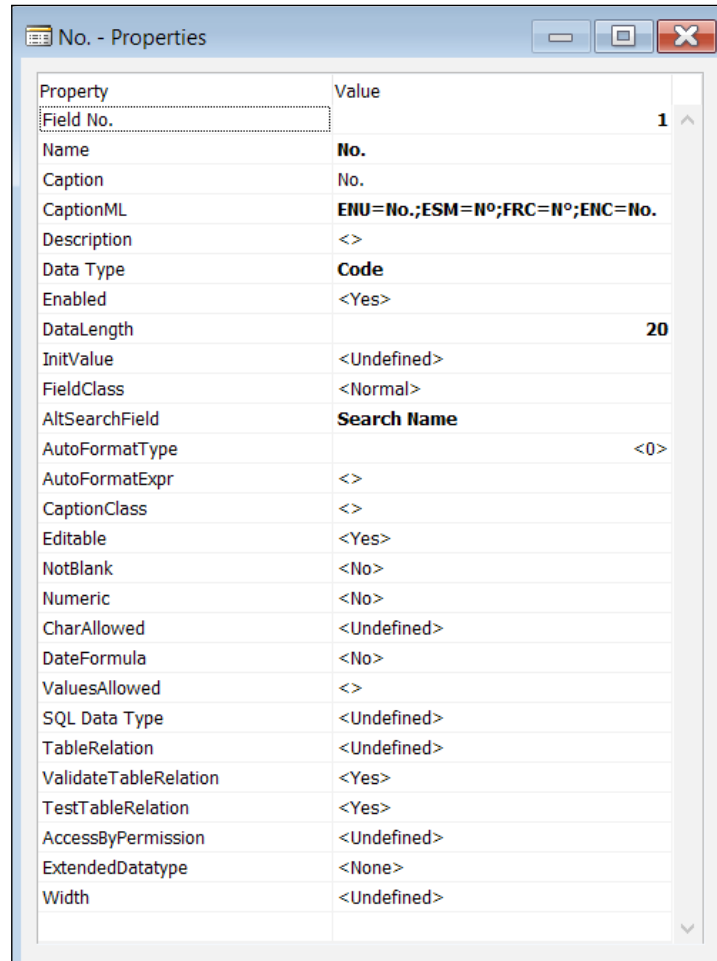 No. - Properties
Property Value
Field No. 1
Name No.
Caption No.
CaptionML ENU=No.;ESM=Nº;FRC=N°;ENC=No.
Description <>
Data Type Code
Enabled <Yes>
DataLength 20
InitValue <Undefined>
FieldClass <Normal>
AltSearchField Search Name
AutoFormatType <0>
AutoFormatExpr <>
CaptionClass <>
Editable <Yes>
NotBlank <No>
Numeric <No>
CharAllowed <Undefined>
DateFormula <No>
ValuesAllowed <>
SQL Data Type <Undefined>
TableRelation <Undefined>
ValidateTableRelation <Yes>
TestTableRelation <Yes>
AccessByPermission <Undefined>
ExtendedDatatype <None>
Width <Undefined>